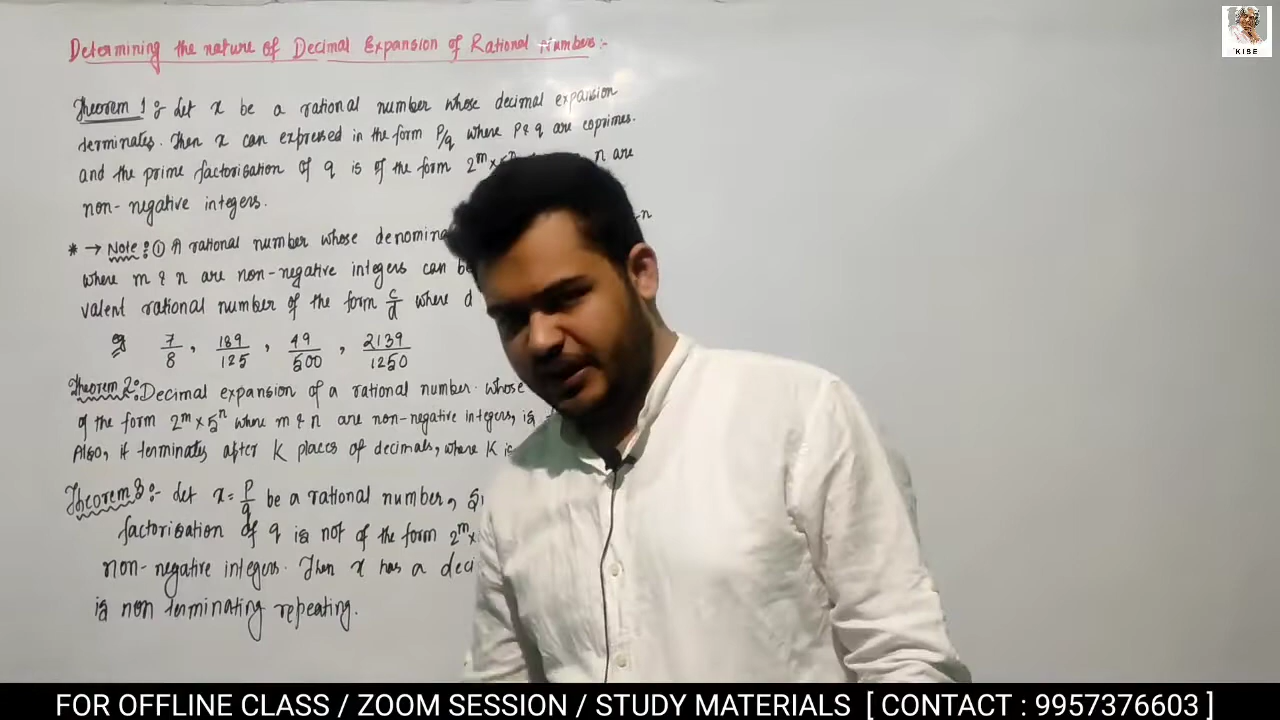 Determining the nature of Decimal Expansion of Rational Numbers:-
KISE
Theorem 1 :- Let x be a rational number whose decimal expansion
terminates. Then x can expressed in the form P/q where P & q are coprimes.
and the prime factorisation of q is of the form 2^m × 5^n n are
non-negative integers.
* → Note: ① A rational number whose denomina n
where m & n are non-negative integers can be
valent rational number of the form c/d where d
eg 7/8 , 189/125 , 49/500 , 2139/1250
Theorem 2:- Decimal expansion of a rational number whose
of the form 2^m × 5^n where m & n are non-negative integers, is
Also, it terminates after K places of decimals, where K is
Theorem 3 :- Let x = P/q be a rational number,
factorisation of q is not of the form 2^m ×
non-negative integers. Then x has a deci
is non terminating repeating.
FOR OFFLINE CLASS / ZOOM SESSION / STUDY MATERIALS [ CONTACT : 9957376603 ]